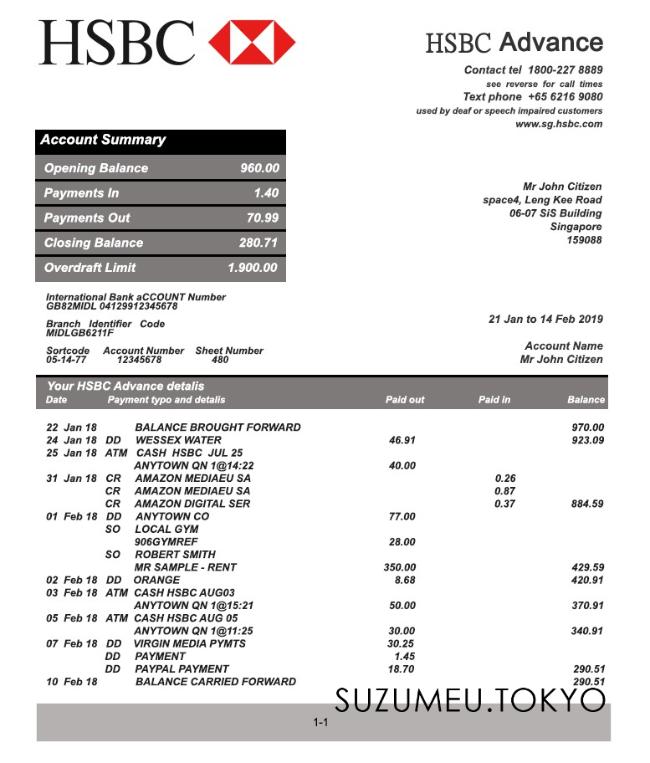 HSBC
HSBC Advance
Contact tel 1800-227 8889
see reverse for call times
Text phone +65 6216 9080
used by deaf or speech impaired customers
www.sg.hsbc.com
Account Summary
Opening Balance 960.00
Payments In 1.40
Payments Out 70.99
Closing Balance 280.71
Overdraft Limit 1.900.00
Mr John Citizen
space4, Leng Kee Road
06-07 SiS Building
Singapore
159088
International Bank aCCOUNT Number
GB82MIDL 04129912345678
Branch Identifier Code
MIDLGB6211F
Sortcode Account Number Sheet Number
05-14-77 12345678 480
21 Jan to 14 Feb 2019
Account Name
Mr John Citizen
Your HSBC Advance detalis
Date Payment typo and detalis Paid out Paid in Balance
22 Jan 18 BALANCE BROUGHT FORWARD 970.00
24 Jan 18 DD WESSEX WATER 46.91 923.09
25 Jan 18 ATM CASH HSBC JUL 25
ANYTOWN QN 1@14:22 40.00
31 Jan 18 CR AMAZON MEDIAEU SA 0.26
CR AMAZON MEDIAEU SA 0.87
CR AMAZON DIGITAL SER 0.37 884.59
01 Feb 18 DD ANYTOWN CO 77.00
SO LOCAL GYM
906GYMREF 28.00
SO ROBERT SMITH
MR SAMPLE - RENT 350.00 429.59
02 Feb 18 DD ORANGE 8.68 420.91
03 Feb 18 ATM CASH HSBC AUG03
ANYTOWN QN 1@15:21 50.00 370.91
05 Feb 18 ATM CASH HSBC AUG 05
ANYTOWN QN 1@11:25 30.00 340.91
07 Feb 18 DD VIRGIN MEDIA PYMTS 30.25
DD PAYMENT 1.45
DD PAYPAL PAYMENT 18.70 290.51
10 Feb 18 BALANCE CARRIED FORWARD 290.51
SUZUMEU.TOKYO
1-1